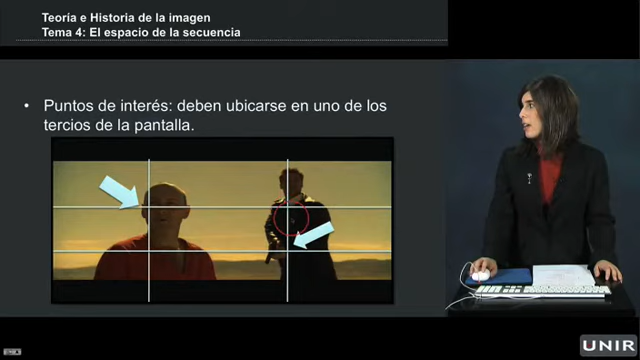 Teoría e Historia de la imagen
Tema 4: El espacio de la secuencia
• Puntos de interés: deben ubicarse en uno de los
tercios de la pantalla.
UNIR